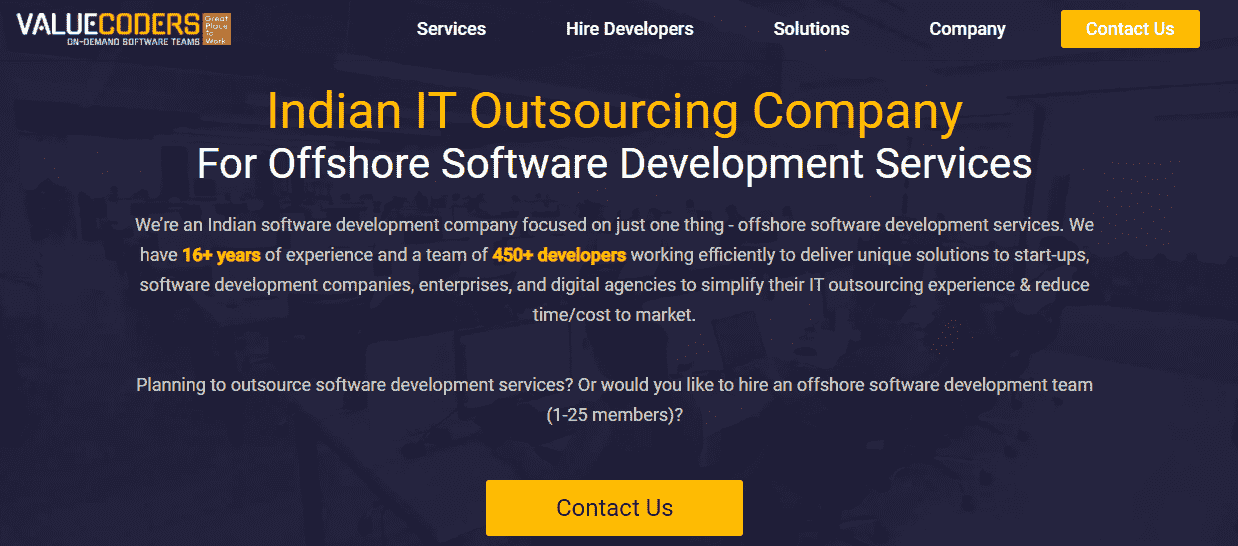 VALUECODERS
ON-DEMAND SOFTWARE TEAMS
Great
Place
To
Work
Services
Hire Developers
Solutions
Company
Contact Us
Indian IT Outsourcing Company
For Offshore Software Development Services
We're an Indian software development company focused on just one thing - offshore software development services. We
have 16+ years of experience and a team of 450+ developers working efficiently to deliver unique solutions to start-ups,
software development companies, enterprises, and digital agencies to simplify their IT outsourcing experience & reduce
time/cost to market.
Planning to outsource software development services? Or would you like to hire an offshore software development team
(1-25 members)?
Contact Us